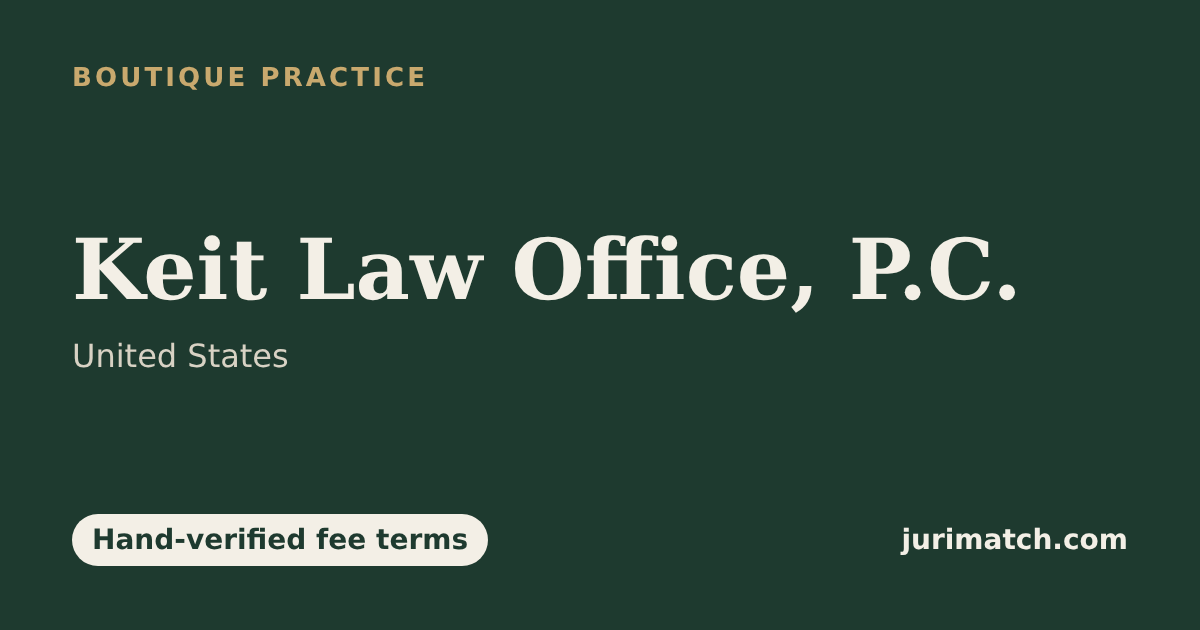 BOUTIQUE PRACTICE
Keit Law Office, P.C.
United States
Hand-verified fee terms
jurimatch.com